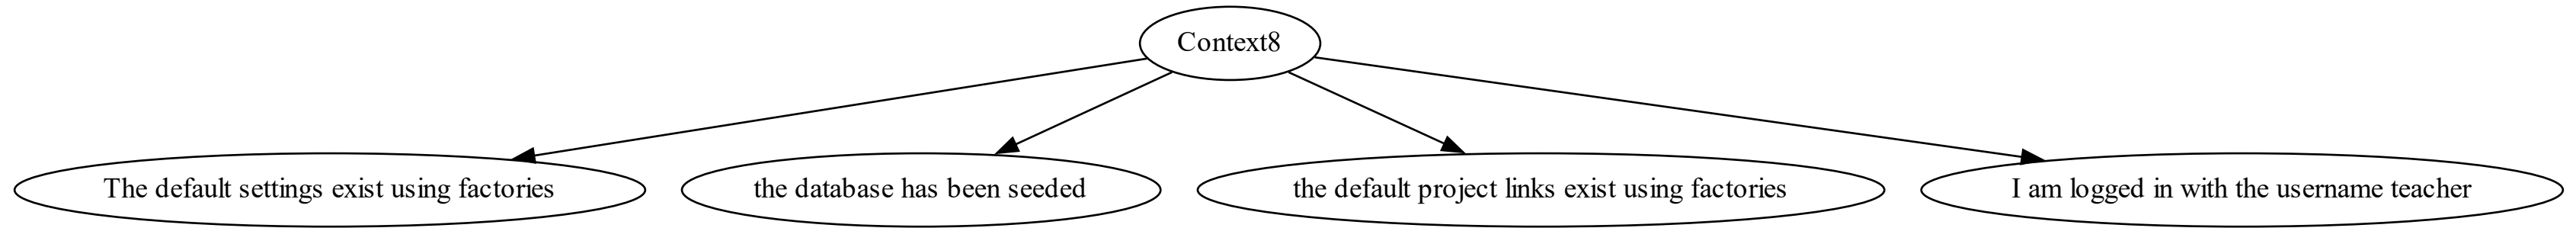 Context8
The default settings exist using factories
the database has been seeded
the default project links exist using factories
I am logged in with the username teacher